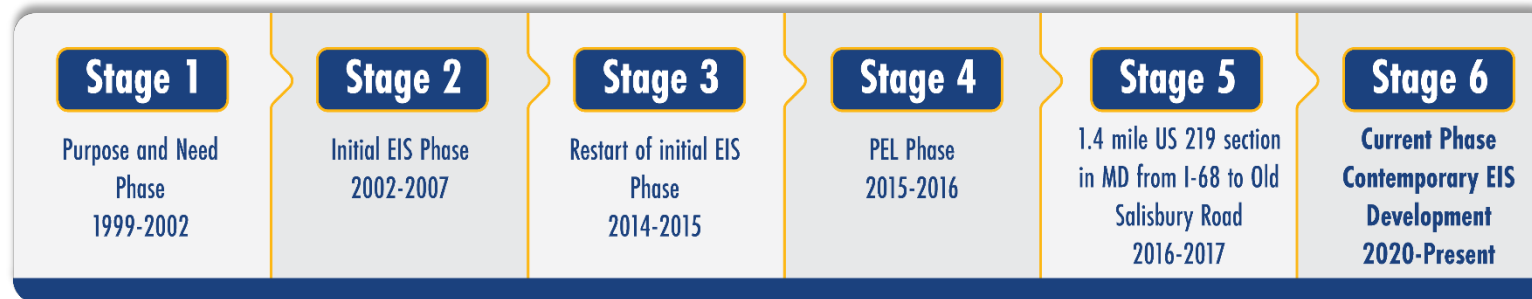 Stage 1
Purpose and Need
Phase
1999-2002
Stage 2
Initial EIS Phase
2002-2007
Stage 3
Restart of initial EIS
Phase
2014-2015
Stage 4
PEL Phase
2015-2016
Stage 5
1.4 mile US 219 section
in MD from I-68 to Old
Salisbury Road
2016-2017
Stage 6
Current Phase
Contemporary EIS
Development
2020-Present